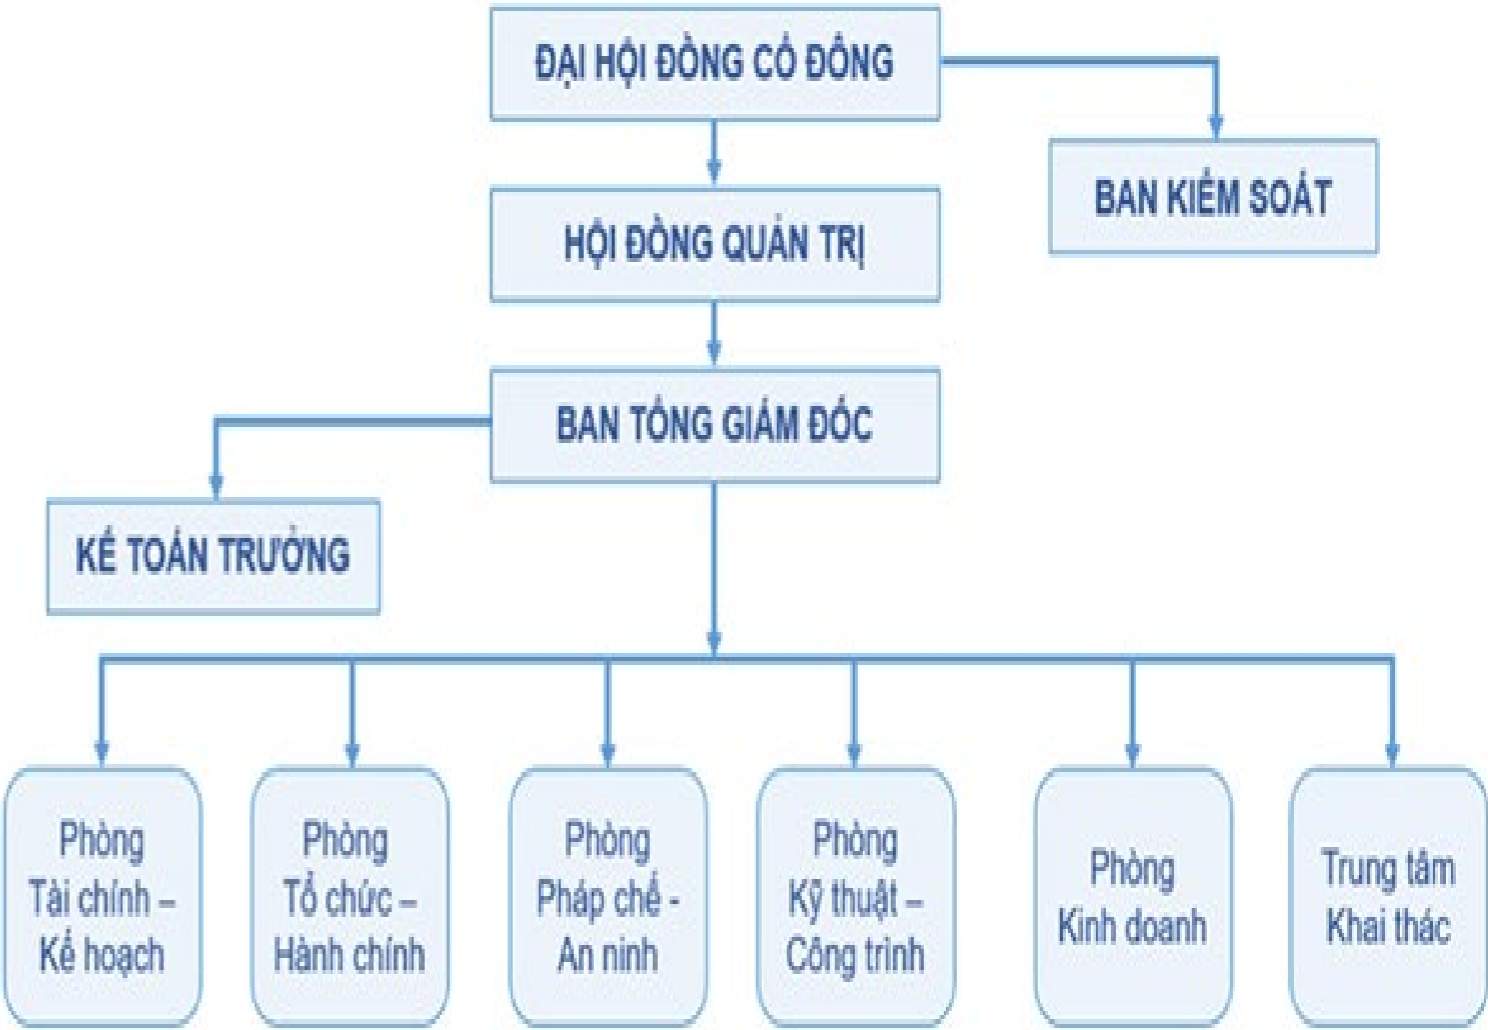 ĐẠI HỘI ĐỒNG CỔ ĐÔNG
BAN KIỂM SOÁT
HỘI ĐỒNG QUẢN TRỊ
BAN TỔNG GIÁM ĐỐC
KẾ TOÁN TRƯỞNG
Phòng
Tài chính –
Kế hoạch
Phòng
Tổ chức –
Hành chính
Phòng
Pháp chế -
An ninh
Phòng
Kỹ thuật –
Công trình
Phòng
Kinh doanh
Trung tâm
Khai thác